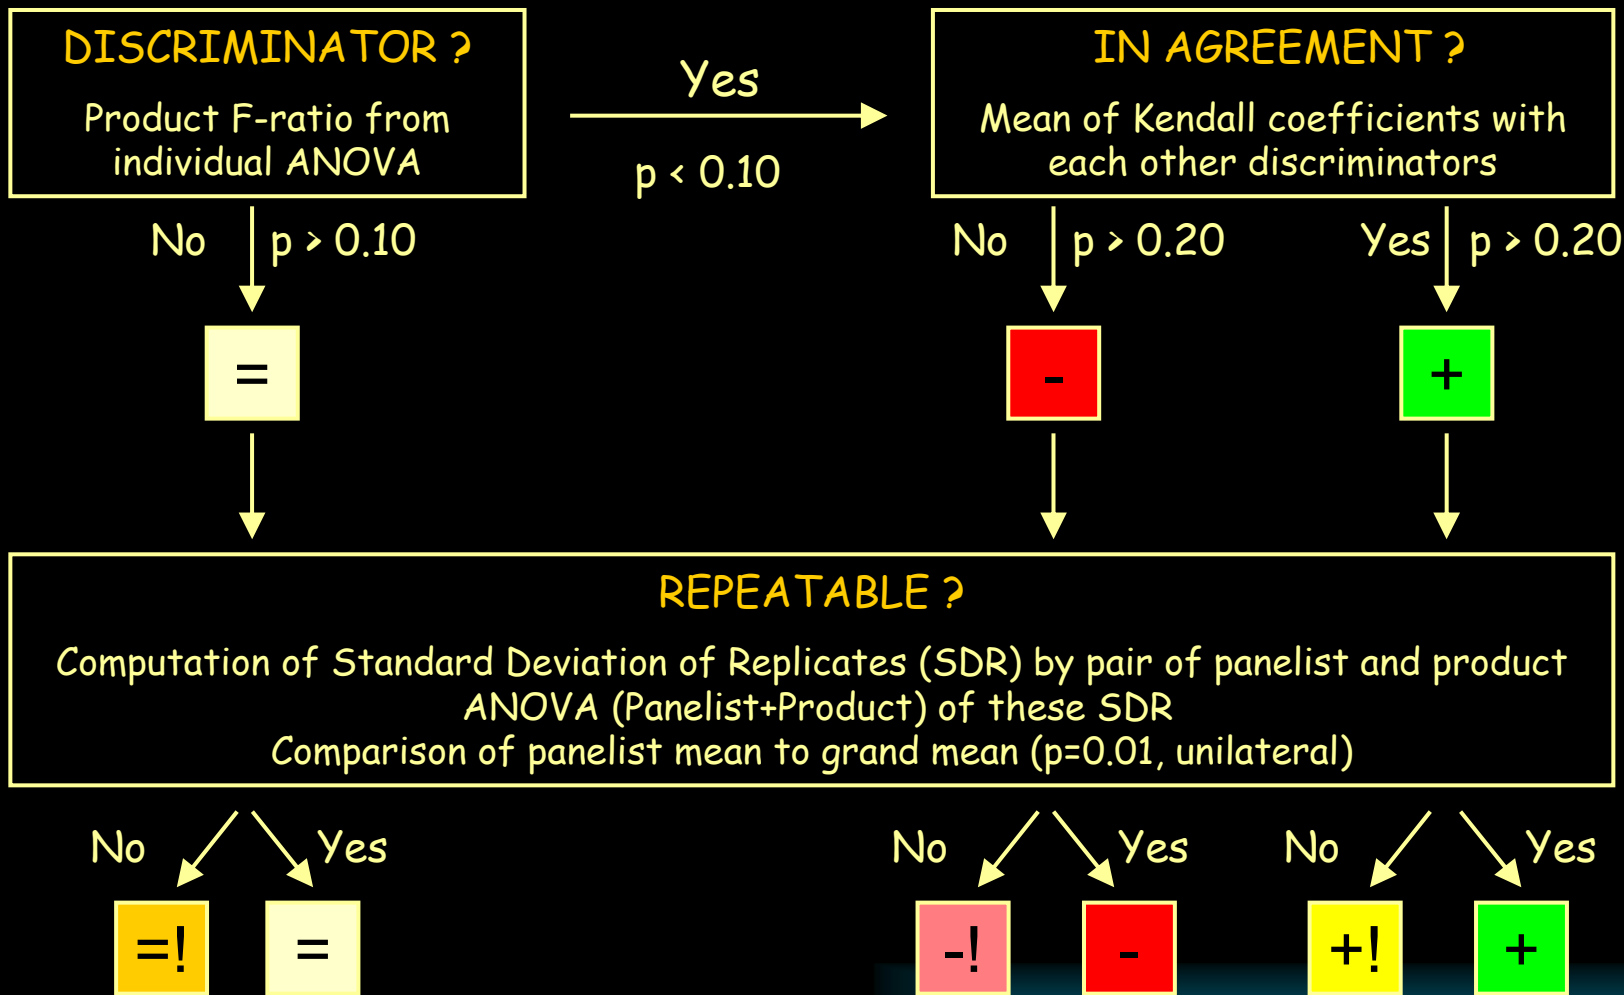 DISCRIMINATOR ?
Product F-ratio from
individual ANOVA
Yes
p < 0.10
IN AGREEMENT ?
Mean of Kendall coefficients with
each other discriminators
No p > 0.10
No p > 0.20
Yes p > 0.20
=
-
+
REPEATABLE ?
Computation of Standard Deviation of Replicates (SDR) by pair of panelist and product
ANOVA (Panelist+Product) of these SDR
Comparison of panelist mean to grand mean (p=0.01, unilateral)
No Yes
No Yes
No Yes
=! =
-! -
+! +